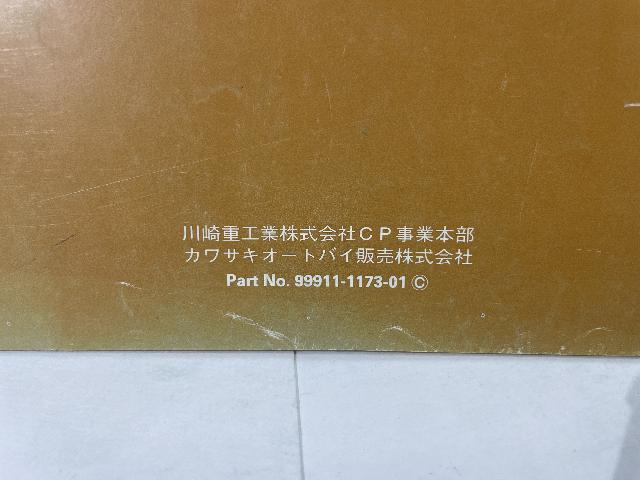 川崎重工業株式会社ＣＰ事業本部
カワサキオートバイ販売株式会社
Part No. 99911-1173-01 ©